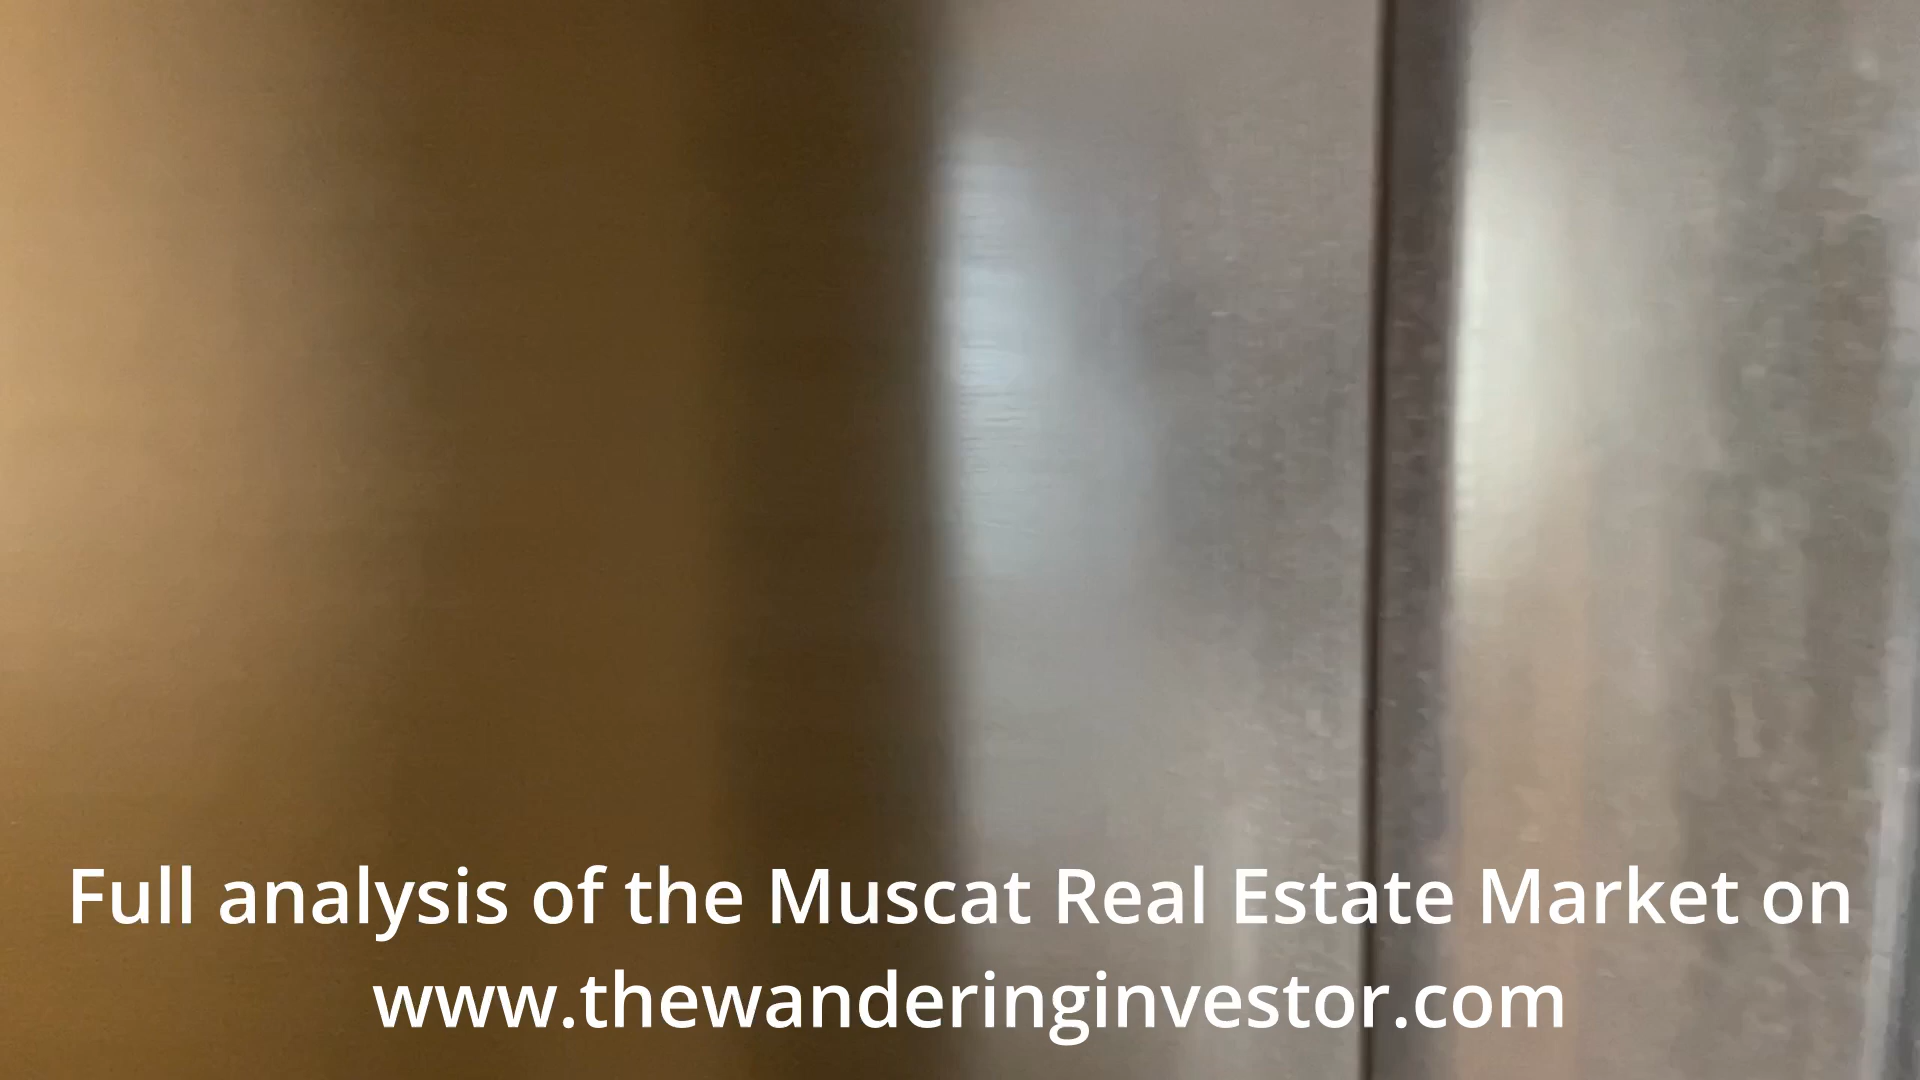 Full analysis of the Muscat Real Estate Market on
www.thewanderinginvestor.com